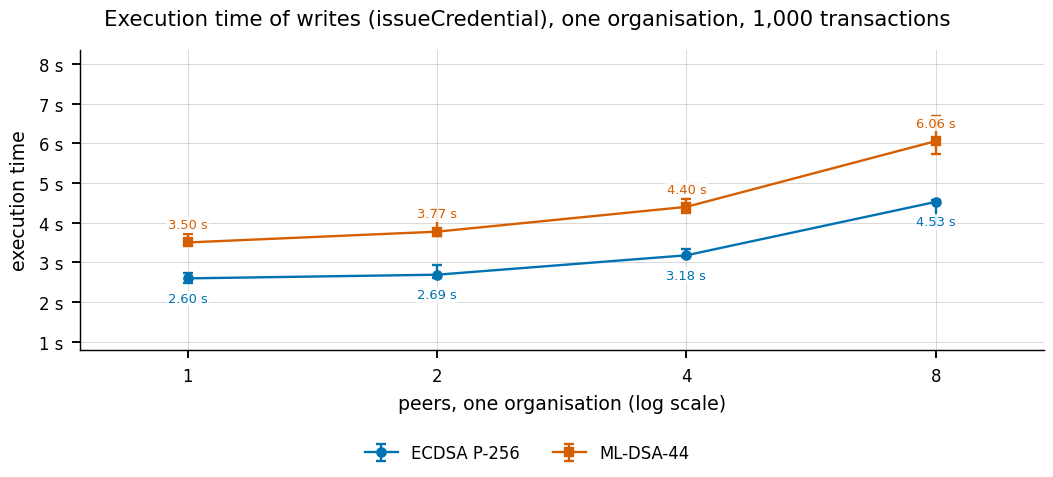 Execution time of writes (issueCredential), one organisation, 1,000 transactions
execution time
8 s
7 s
6 s
5 s
4 s
3 s
2 s
1 s
3.50 s
3.77 s
4.40 s
6.06 s
2.60 s
2.69 s
3.18 s
4.53 s
1 2 4 8
peers, one organisation (log scale)
ECDSA P-256 ML-DSA-44